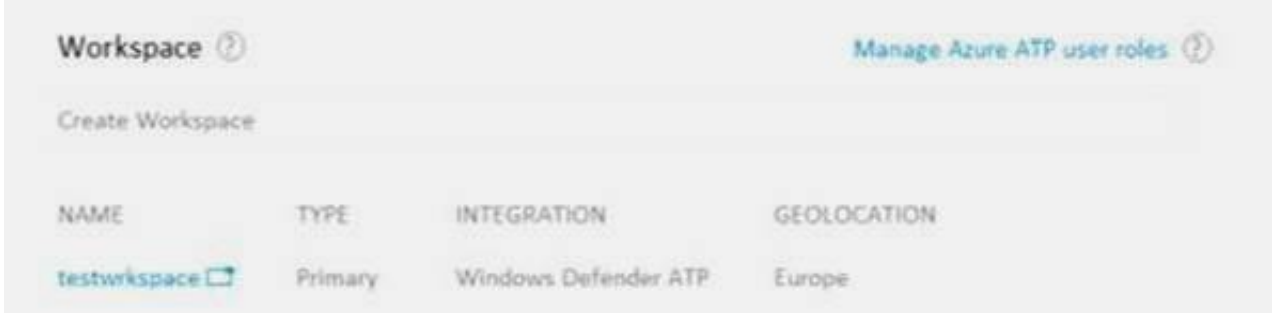 Workspace ?
Manage Azure ATP user roles ?
Create Workspace
NAME TYPE INTEGRATION GEOLOCATION
testwrkspace Primary Windows Defender ATP Europe